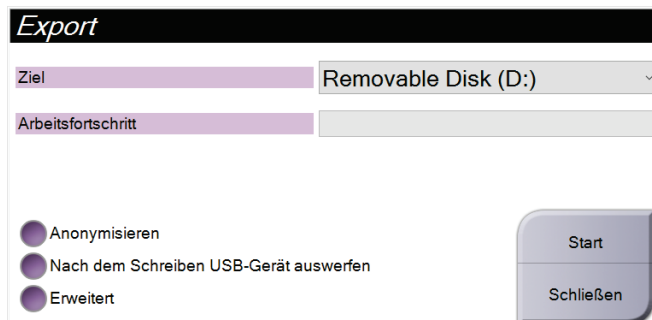 Export
Ziel
Removable Disk (D:)
Arbeitsfortschritt
Anonymisieren
Nach dem Schreiben USB-Gerät auswerfen
Erweitert
Start
Schließen